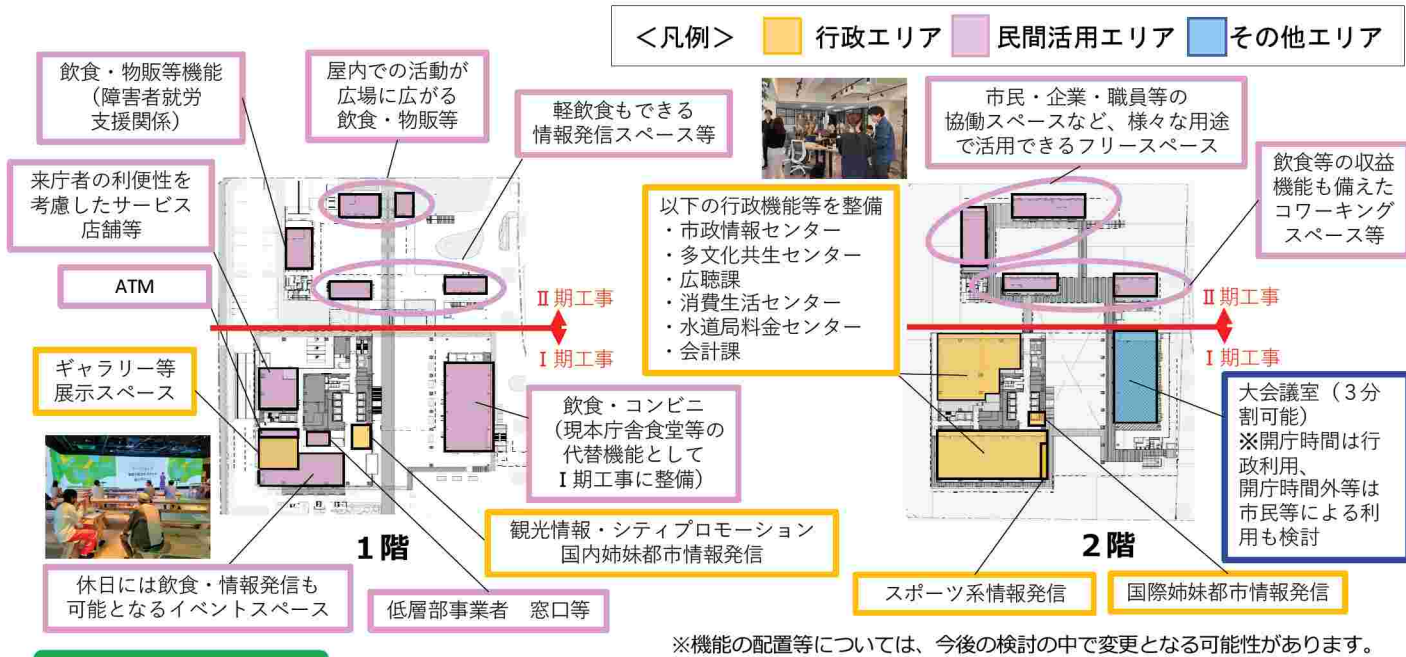 ＜凡例＞ 行政エリア 民間活用エリア その他エリア
飲食・物販等機能
（障害者就労
支援関係）
屋内での活動が
広場に広がる
飲食・物販等
軽飲食もできる
情報発信スペース等
来庁者の利便性を
考慮したサービス
店舗等
ATM
ギャラリー等
展示スペース
Ⅱ期工事
Ⅰ期工事
飲食・コンビニ
（現本庁舎食堂等の
代替機能として
Ⅰ期工事に整備）
観光情報・シティプロモーション
国内姉妹都市情報発信
1階
休日には飲食・情報発信も
可能となるイベントスペース
低層部事業者　窓口等
市民・企業・職員等の
協働スペースなど、様々な用途
で活用できるフリースペース
以下の行政機能等を整備
・市政情報センター
・多文化共生センター
・広聴課
・消費生活センター
・水道局料金センター
・会計課
飲食等の収益
機能も備えた
コワーキング
スペース等
Ⅱ期工事
Ⅰ期工事
大会議室（３分
割可能）
※開庁時間は行
政利用、
開庁時間外等は
市民等による利
用も検討
2階
スポーツ系情報発信
国際姉妹都市情報発信
※機能の配置等については、今後の検討の中で変更となる可能性があります。